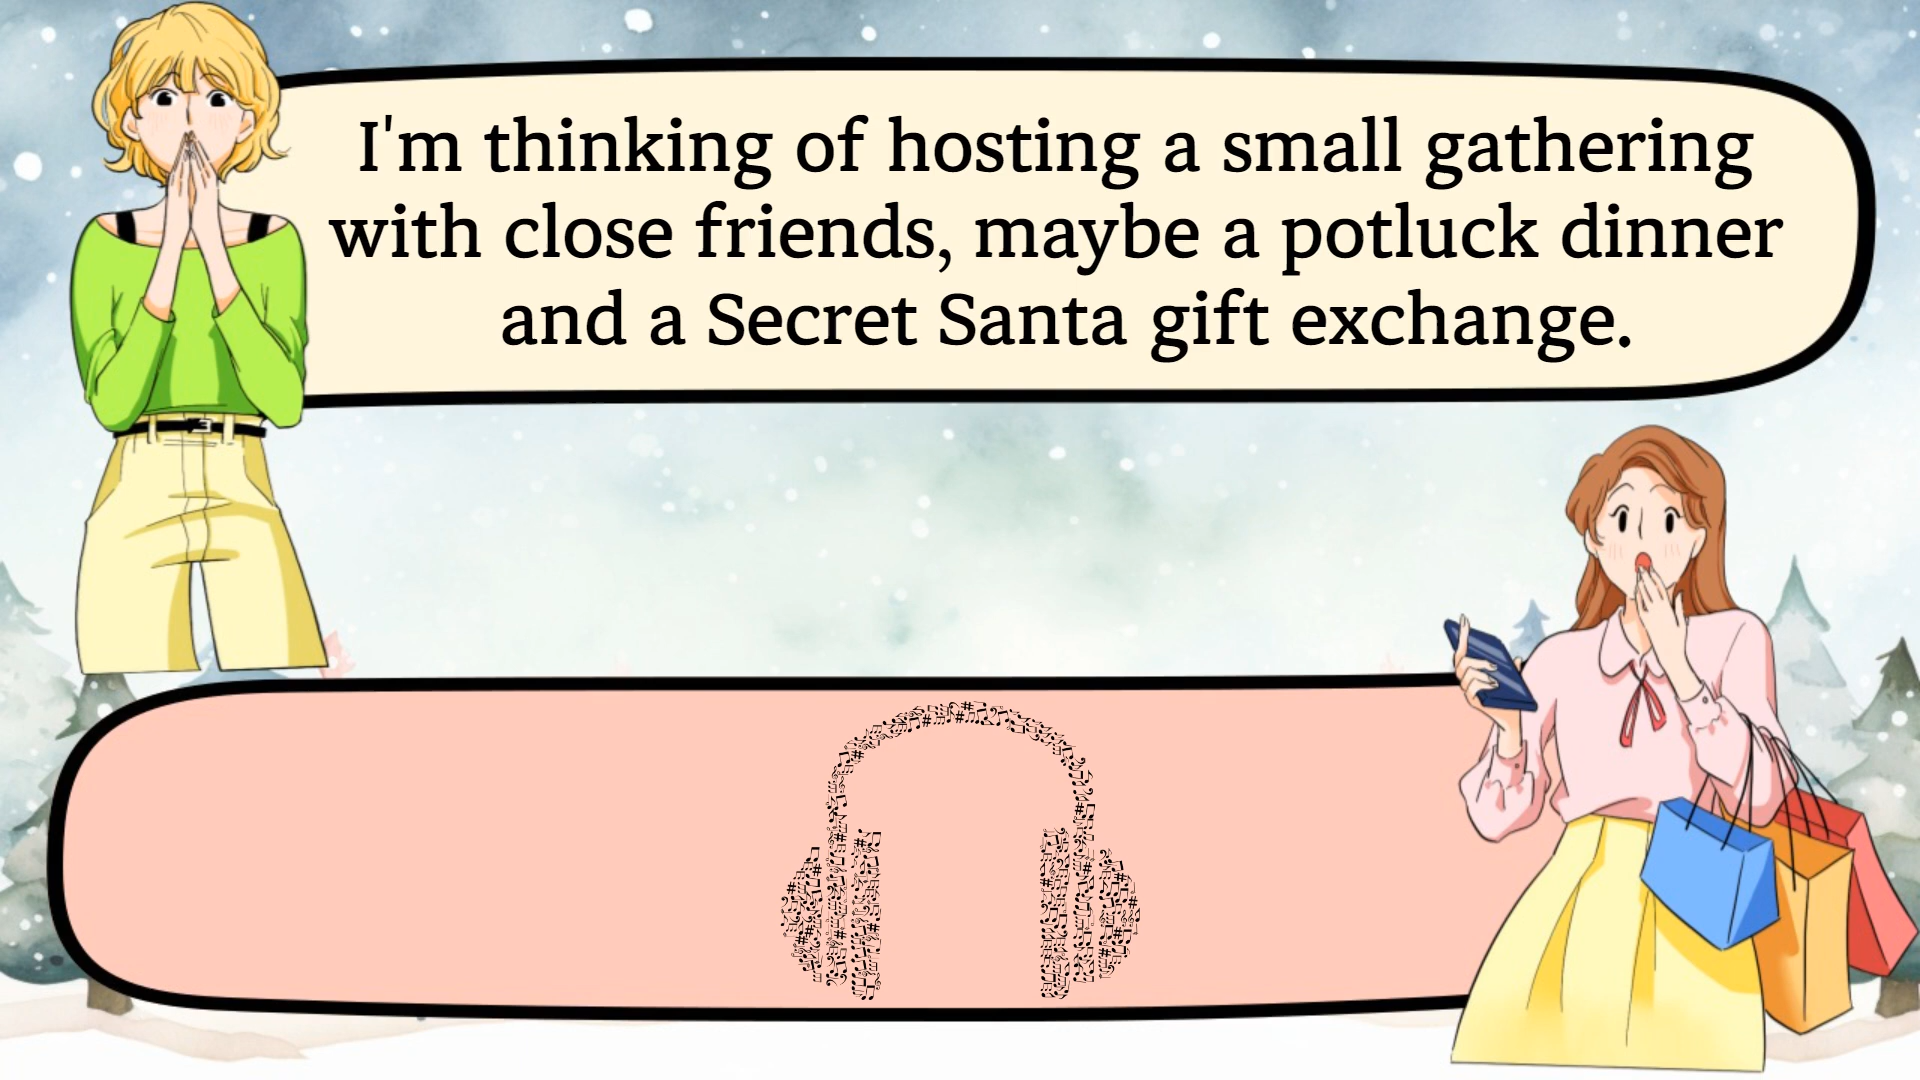 I'm thinking of hosting a small gathering
with close friends, maybe a potluck dinner
and a Secret Santa gift exchange.